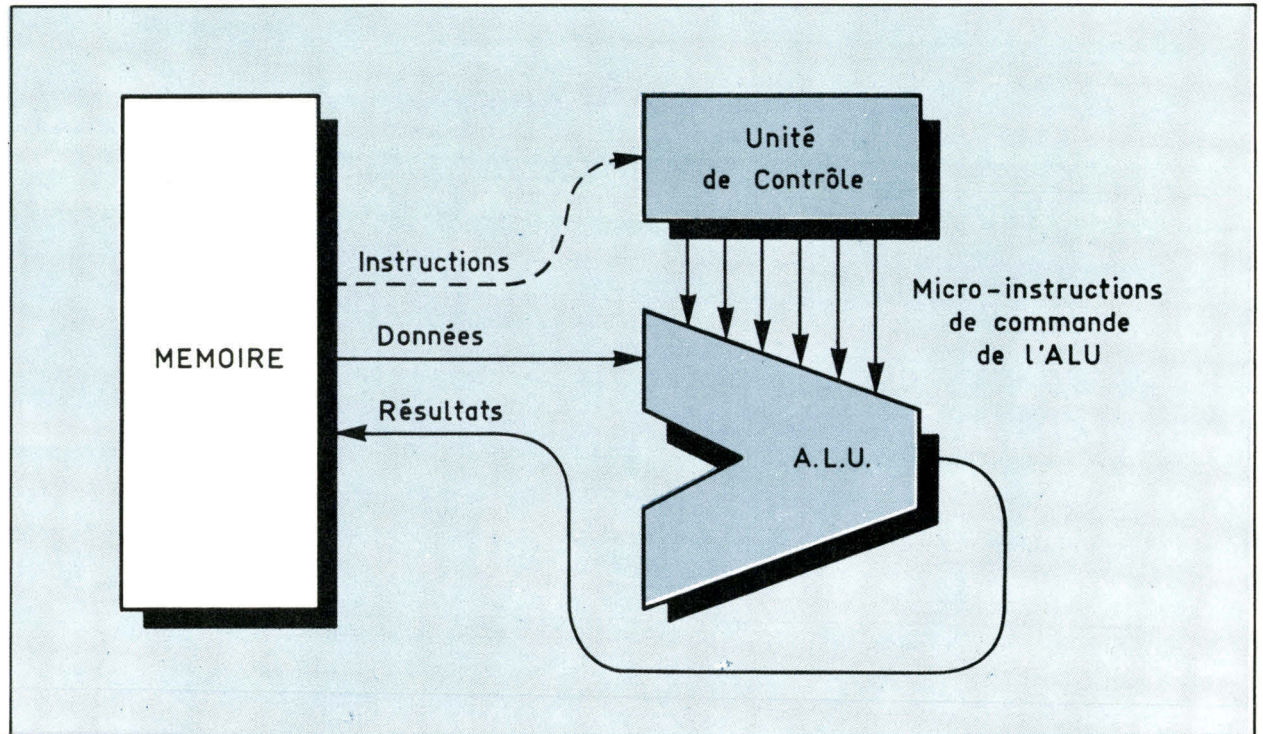 Unité
de Contrôle
Instructions
Micro-instructions
de commande
de l'ALU
Données
MEMOIRE
Résultats
A.L.U.